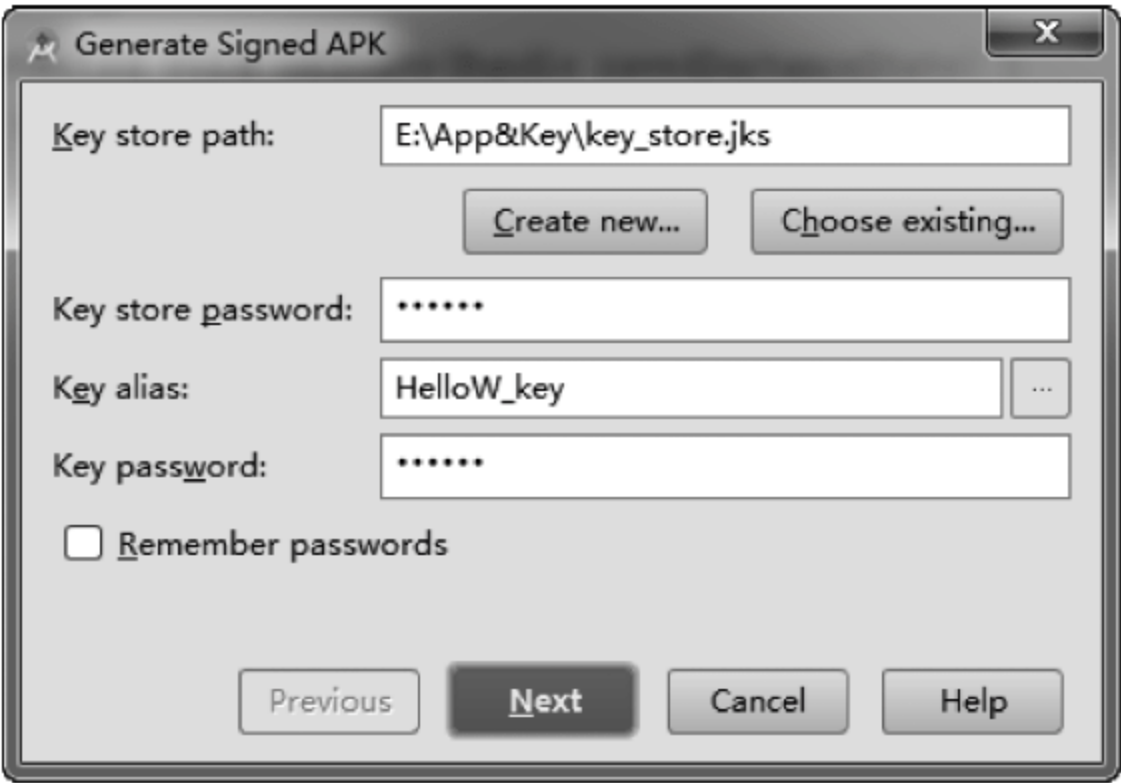 Generate Signed APK
Key store path: E:\App&Key\key_store.jks
Create new... Choose existing...
Key store password: ••••••
Key alias: HelloW_key ...
Key password: ••••••
Remember passwords
Previous Next Cancel Help